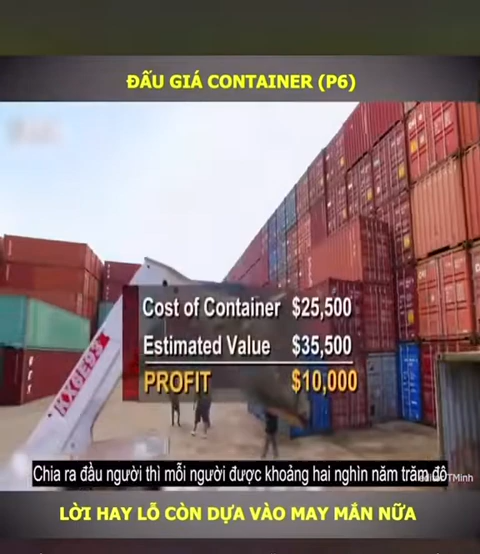 ĐẤU GIÁ CONTAINER (P6)
Cost of Container $25,500
Estimated Value $35,500
PROFIT $10,000
Chia ra đầu người thì mỗi người được khoảng hai nghìn năm trăm đô
LỜI HAY LỖ CÒN DỰA VÀO MAY MẮN NỮA